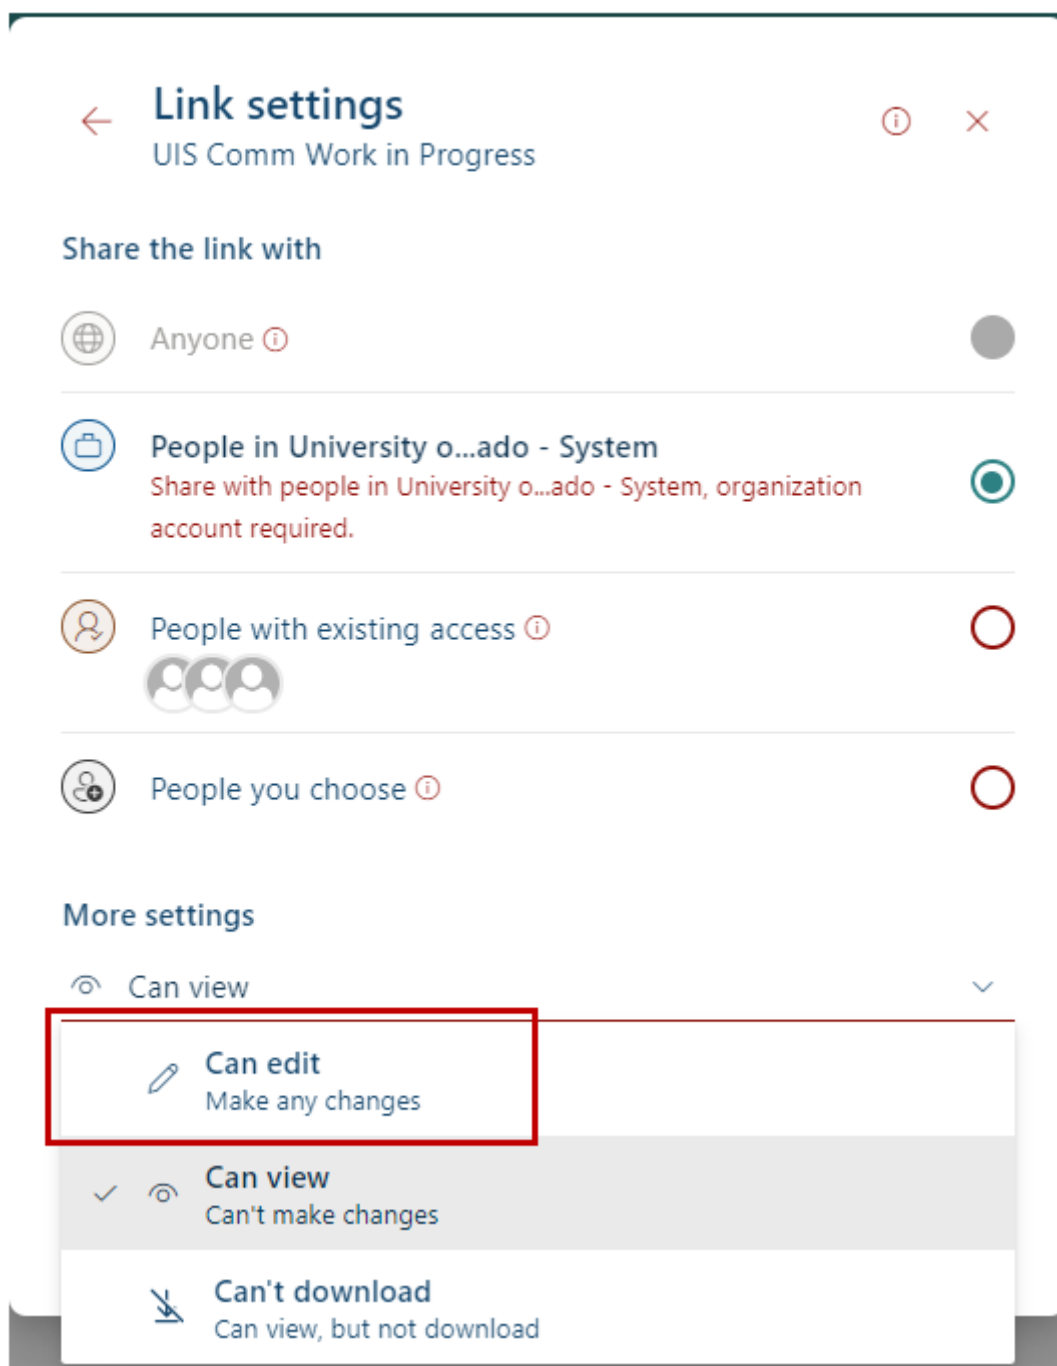 Link settings
UIS Comm Work in Progress
Share the link with
Anyone
People in University o...ado - System
Share with people in University o...ado - System, organization
account required.
People with existing access
People you choose
More settings
Can view
Can edit
Make any changes
Can view
Can't make changes
Can't download
Can view, but not download